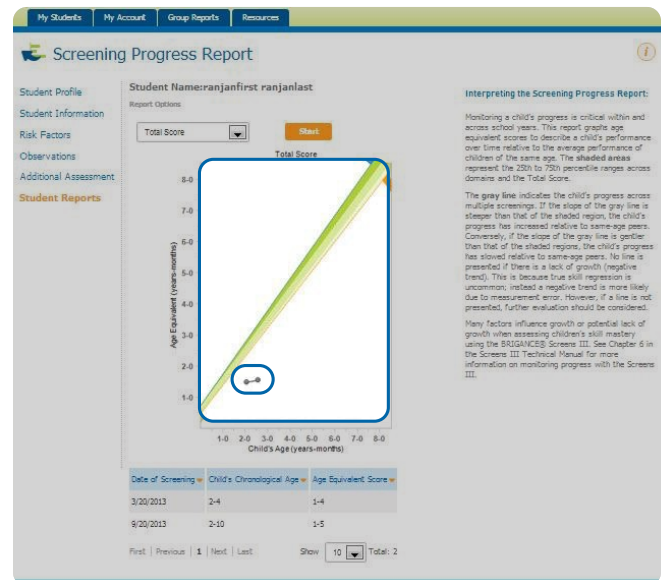 My Students My Account Group Reports Resources
Screening Progress Report
i
Student Profile
Student Information
Risk Factors
Observations
Additional Assessment
Student Reports
Student Name:ranjanfirst ranjanlast
Report Options
Total Score
Start
Total Score
Age Equivalent (years-months)
8-0
7-0
6-0
5-0
4-0
3-0
2-0
1-0
1-0 2-0 3-0 4-0 5-0 6-0 7-0 8-0
Child's Age (years-months)
Date of Screening Child's Chronological Age Age Equivalent Score
3/20/2013 2-4 1-4
9/20/2013 2-10 1-5
First | Previous | 1 | Next | Last Show 10 Total: 2
Interpreting the Screening Progress Report:
Monitoring a child's progress is critical within and
across school years. This report graphs age
equivalent scores to describe a child's performance
over time relative to the average performance of
children of the same age. The shaded areas
represent the 25th to 75th percentile ranges across
domains and the Total Score.
The gray line indicates the child's progress across
multiple screenings. If the slope of the gray line is
steeper than that of the shaded region, the child's
progress has increased relative to same-age peers.
Conversely, if the slope of the gray line is gentler
than that of the shaded regions, the child's progress
has slowed relative to same-age peers. No line is
presented if there is a lack of growth (negative
trend). This is because true skill regression is
uncommon; instead a negative trend is more likely
due to measurement error. However, if a line is not
presented, further evaluation should be considered.
Many factors influence growth or potential lack of
growth when assessing children's skill mastery
using the BRIGANCE® Screens III. See Chapter 6 in
the Screens III Technical Manual for more
information on monitoring progress with the Screens
III.